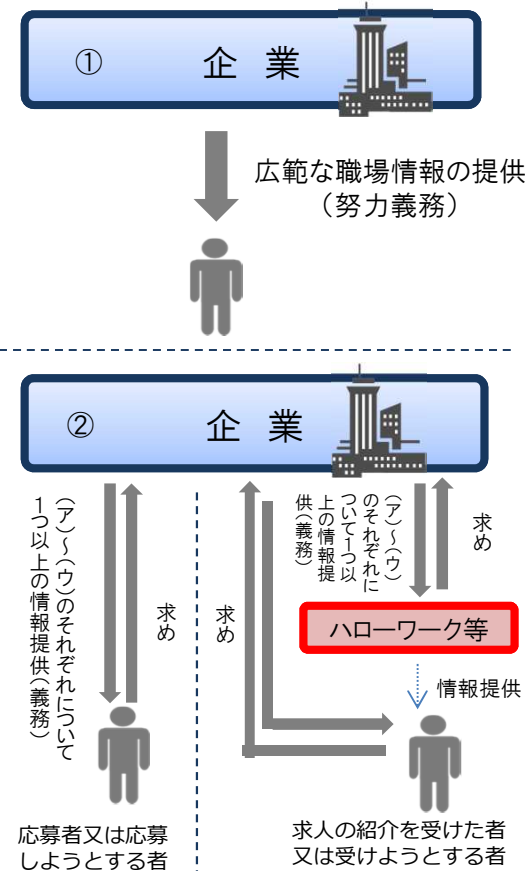 ① 企 業
広範な職場情報の提供
（努力義務）
② 企 業
（ア）～（ウ）のそれぞれについて
１つ以上の情報提供（義務）
求め
求め
（ア）～（ウ）
のそれぞれに
ついて１つ以
上の情報提
供（義務）
求め
ハローワーク等
情報提供
応募者又は応募
しようとする者
求人の紹介を受けた者
又は受けようとする者